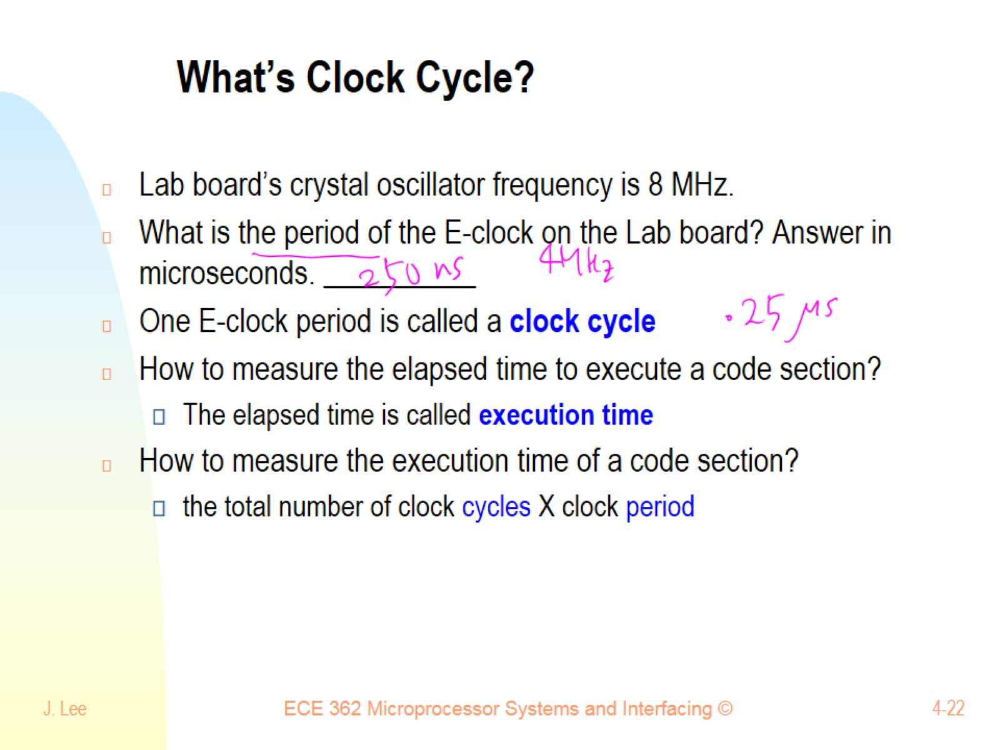 What's Clock Cycle?
Lab board's crystal oscillator frequency is 8 MHz.
What is the period of the E-clock on the Lab board? Answer in
microseconds. 250 ns 4MHz
One E-clock period is called a clock cycle .25 μs
How to measure the elapsed time to execute a code section?
The elapsed time is called execution time
How to measure the execution time of a code section?
the total number of clock cycles X clock period
J. Lee ECE 362 Microprocessor Systems and Interfacing © 4-22